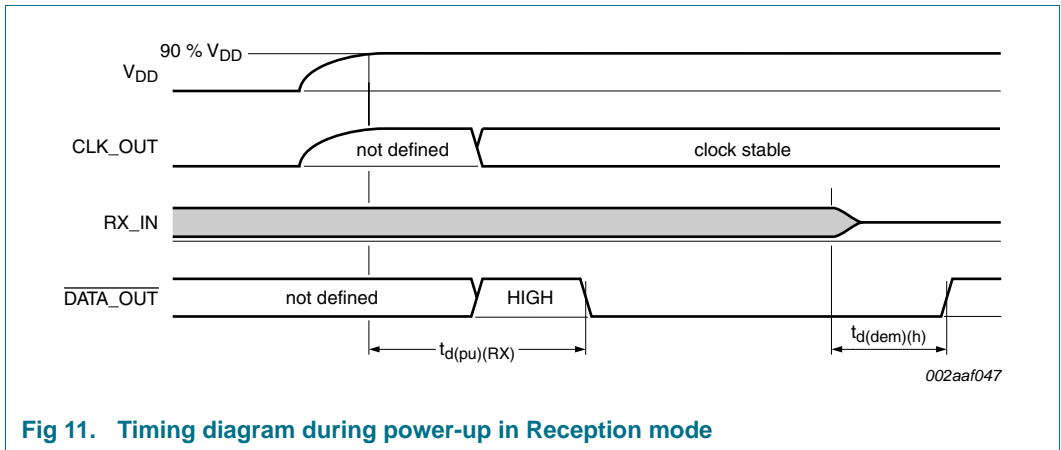 90 % VDD
VDD
CLK_OUT
not defined
clock stable
RX_IN
DATA_OUT
not defined
HIGH
td(pu)(RX)
td(dem)(h)
002aaf047
Fig 11. Timing diagram during power-up in Reception mode